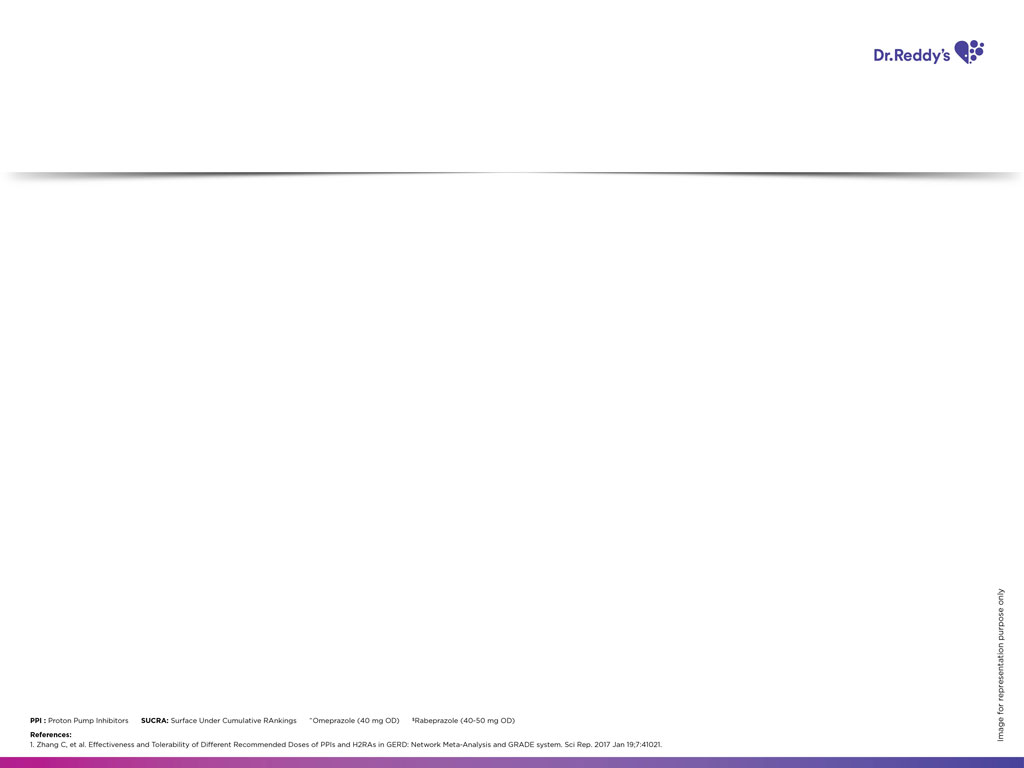 Dr.Reddy's
Image for representation purpose only
PPI : Proton Pump Inhibitors SUCRA: Surface Under Cumulative RAnkings ^Omeprazole (40 mg OD) Rabeprazole (40-50 mg OD)
References:
1. Zhang C, et al. Effectiveness and Tolerability of Different Recommended Doses of PPIs and H2RAs in GERD: Network Meta-Analysis and GRADE system. Sci Rep. 2017 Jan 19;7:41021.